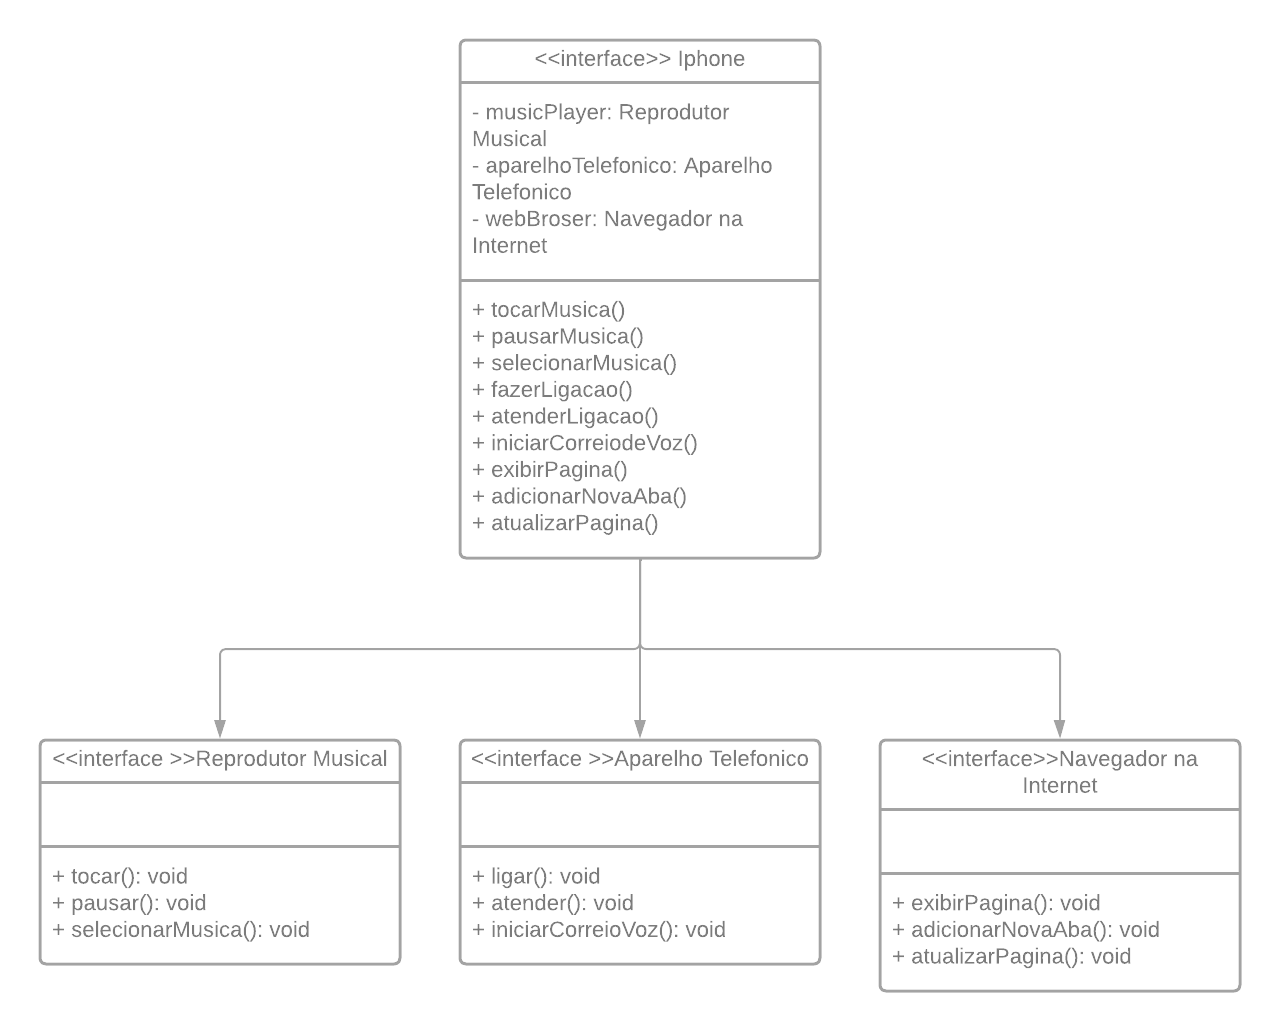 <<interface>> Iphone
- musicPlayer: Reprodutor
Musical
- aparelhoTelefonico: Aparelho
Telefonico
- webBroser: Navegador na
Internet
+ tocarMusica()
+ pausarMusica()
+ selecionarMusica()
+ fazerLigacao()
+ atenderLigacao()
+ iniciarCorreiodeVoz()
+ exibirPagina()
+ adicionarNovaAba()
+ atualizarPagina()
<<interface >>Reprodutor Musical
+ tocar(): void
+ pausar(): void
+ selecionarMusica(): void
<<interface >>Aparelho Telefonico
+ ligar(): void
+ atender(): void
+ iniciarCorreioVoz(): void
<<interface>>Navegador na
Internet
+ exibirPagina(): void
+ adicionarNovaAba(): void
+ atualizarPagina(): void